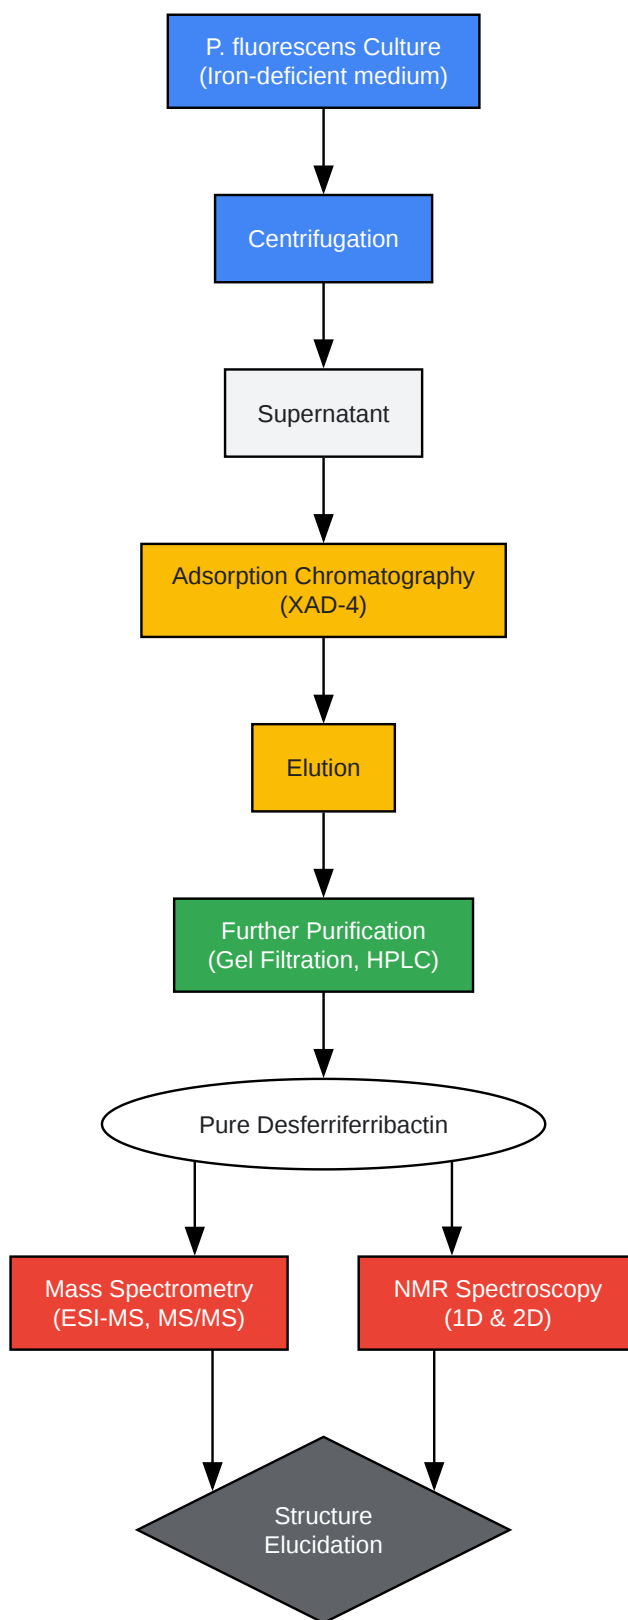 P. fluorescens Culture
(Iron-deficient medium)
Centrifugation
Supernatant
Adsorption Chromatography
(XAD-4)
Elution
Further Purification
(Gel Filtration, HPLC)
Pure Desferriferribactin
Mass Spectrometry
(ESI-MS, MS/MS)
NMR Spectroscopy
(1D & 2D)
Structure
Elucidation